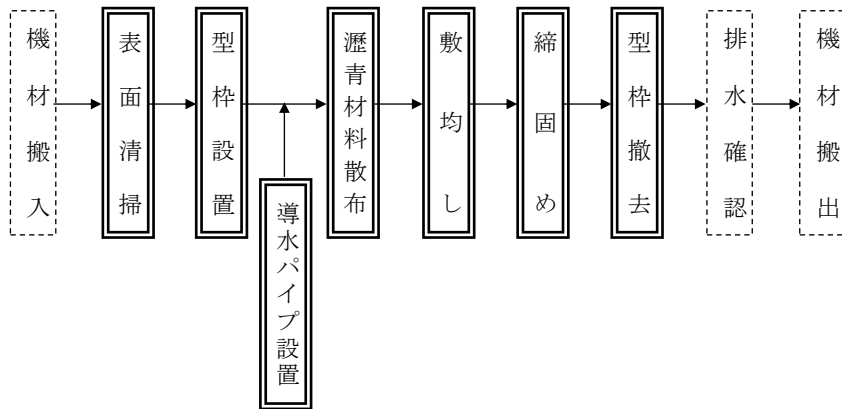 機材搬入
表面清掃
型枠設置
導水パイプ設置
瀝青材料散布
敷均し
締固め
型枠撤去
排水確認
機材搬出